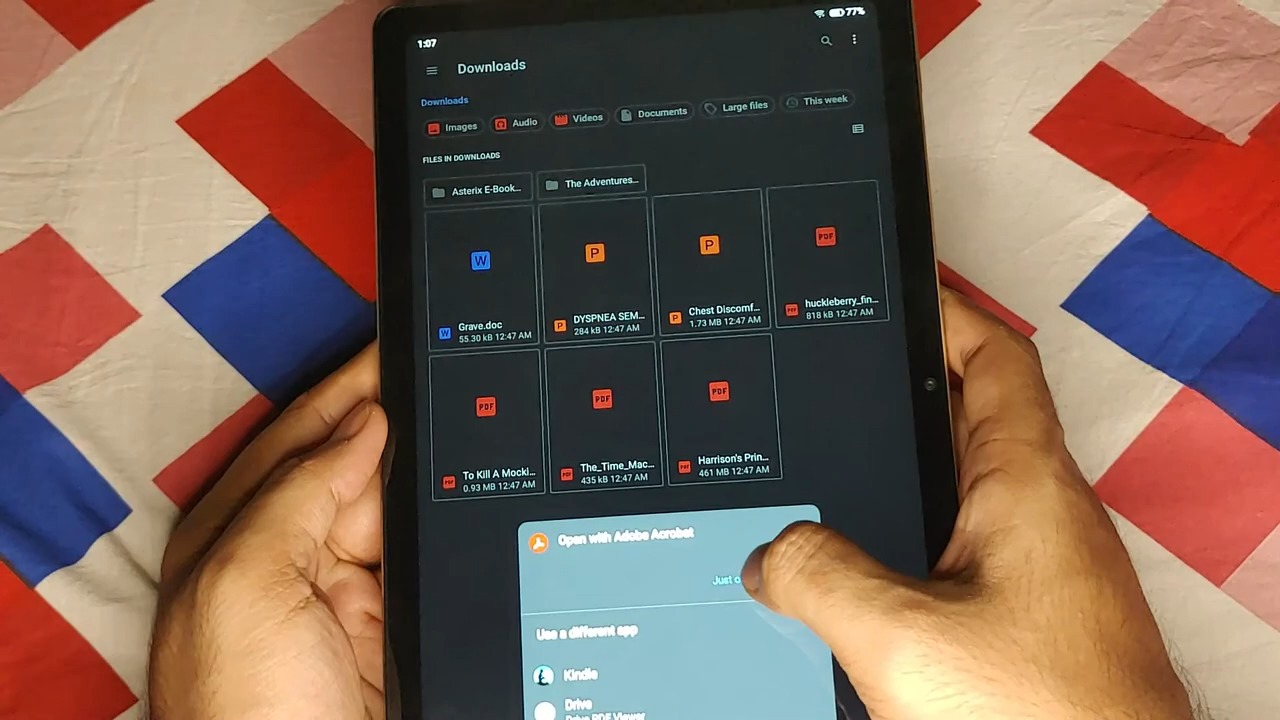 1:07
77%
Downloads
Downloads
Images Audio Videos Documents Large files This week
FILES IN DOWNLOADS
Asterix E-Book... The Adventures...
W P P PDF
Grave.doc
55.30 kB 12:47 AM
DYSPNEA SEM...
284 kB 12:47 AM
Chest Discomf...
1.73 MB 12:47 AM
huckleberry_fin...
818 kB 12:47 AM
PDF PDF PDF
To Kill A Mocki...
0.93 MB 12:47 AM
The_Time_Mac...
435 kB 12:47 AM
Harrison's Prin...
461 MB 12:47 AM
Open with Adobe Acrobat
Just
Use a different app
Kindle
Drive
Drive PDF Viewer